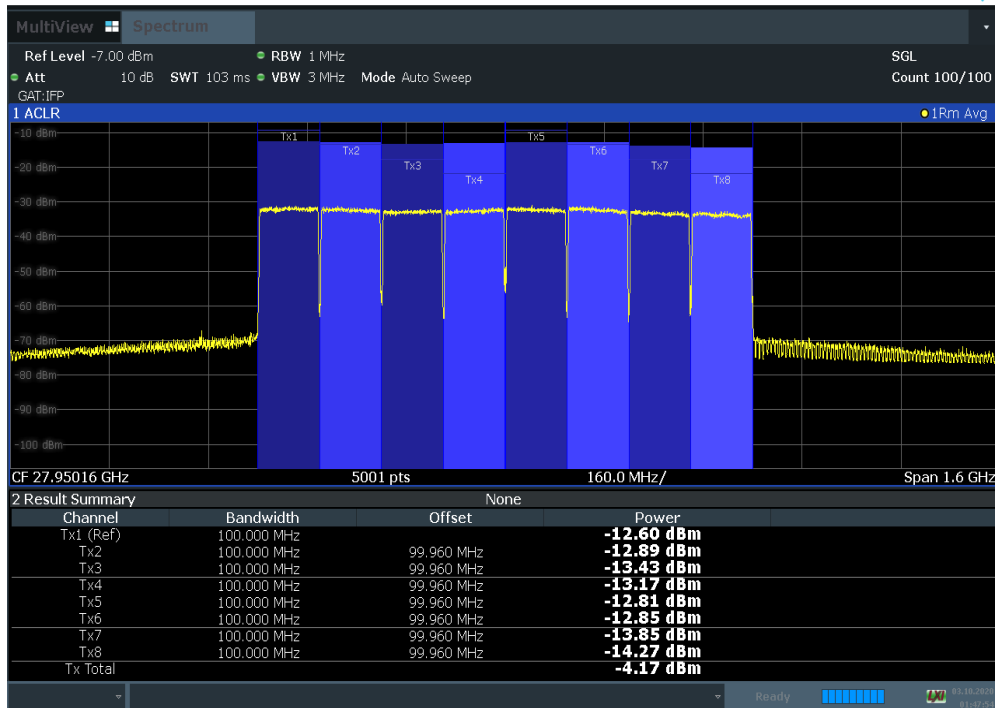 MultiView Spectrum
Ref Level -7.00 dBm RBW 1 MHz SGL
Att 10 dB SWT 103 ms VBW 3 MHz Mode Auto Sweep Count 100/100
GAT:IFP
1 ACLR 1Rm Avg
-10 dBm
Tx1 Tx5
Tx2 Tx6
-20 dBm Tx3 Tx7
Tx4 Tx8
-30 dBm
-40 dBm
-50 dBm
-60 dBm
-70 dBm
-80 dBm
-90 dBm
-100 dBm
CF 27.95016 GHz 5001 pts 160.0 MHz/ Span 1.6 GHz
2 Result Summary None
Channel Bandwidth Offset Power
Tx1 (Ref) 100.000 MHz -12.60 dBm
Tx2 100.000 MHz 99.960 MHz -12.89 dBm
Tx3 100.000 MHz 99.960 MHz -13.43 dBm
Tx4 100.000 MHz 99.960 MHz -13.17 dBm
Tx5 100.000 MHz 99.960 MHz -12.81 dBm
Tx6 100.000 MHz 99.960 MHz -12.85 dBm
Tx7 100.000 MHz 99.960 MHz -13.85 dBm
Tx8 100.000 MHz 99.960 MHz -14.27 dBm
Tx Total -4.17 dBm
Ready 03.10.2020
01:47:54